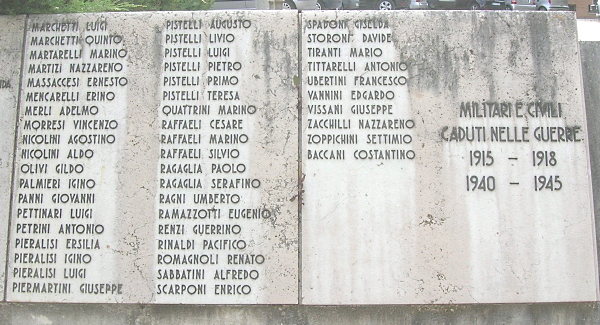 MARCHETTI LUIGI
MARCHETTI QUINTO
MARTARELLI MARINO
MARTIZI NAZZARENO
MASSACCESI ERNESTO
MENCARELLI ERINO
MERLI ADELMO
MORRESI VINCENZO
NICOLINI AGOSTINO
NICOLINI ALDO
OLIVI GILDO
PALMIERI IGINO
PANNI GIOVANNI
PETTINARI LUIGI
PETRINI ANTONIO
PIERALISI ERSILIA
PIERALISI IGINO
PIERALISI LUIGI
PIERMARTINI GIUSEPPE
PISTELLI AUGUSTO
PISTELLI LIVIO
PISTELLI LUIGI
PISTELLI PIETRO
PISTELLI PRIMO
PISTELLI TERESA
QUATTRINI MARINO
RAFFAELI CESARE
RAFFAELI MARINO
RAFFAELI SILVIO
RAGAGLIA PAOLO
RAGAGLIA SERAFINO
RAGNI UMBERTO
RAMAZZOTTI EUGENIO
RENZI GUERRINO
RINALDI PACIFICO
ROMAGNOLI RENATO
SABBATINI ALFREDO
SCARPONI ENRICO
SPADONI GISELDA
STORONI DAVIDE
TIRANTI MARIO
TITTARELLI ANTONIO
UBERTINI FRANCESCO
VANNINI EDGARDO
VISSANI GIUSEPPE
ZACCHILLI NAZZARENO
ZOPPICHINI SETTIMIO
BACCANI COSTANTINO
MILITARI E CIVILI
CADUTI NELLE GUERRE
1915 - 1918
1940 - 1945